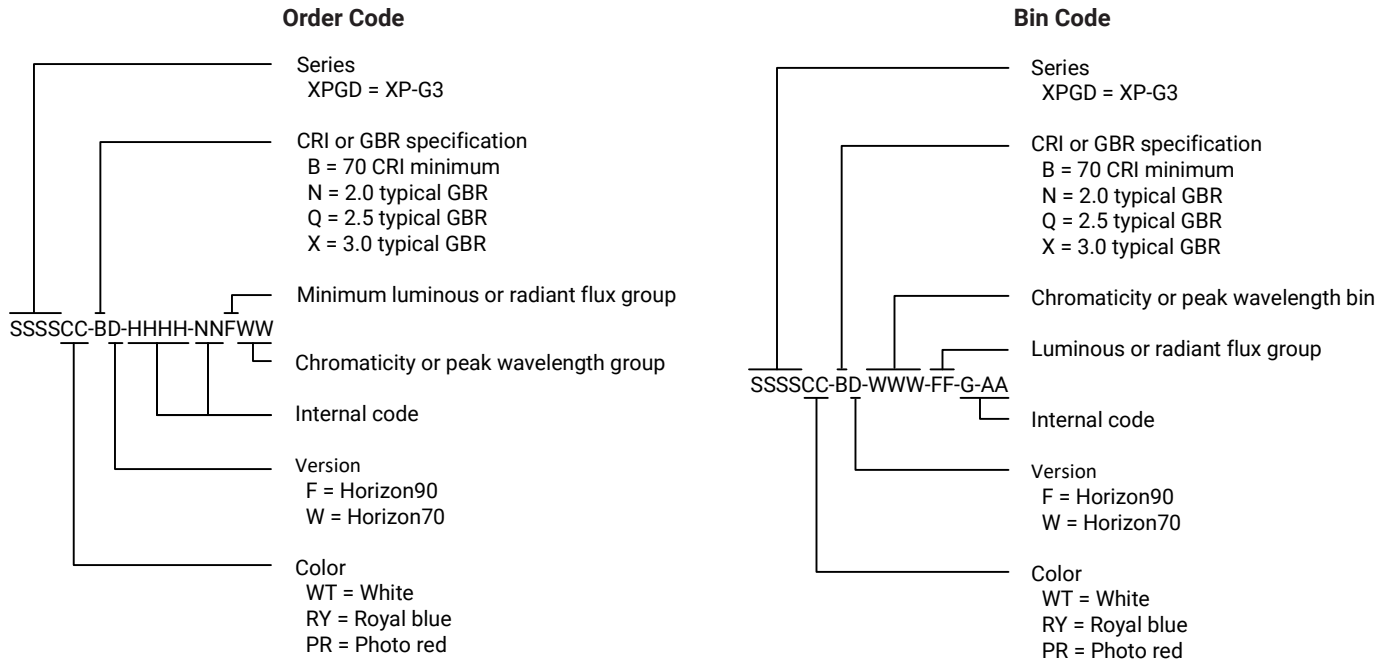 Order Code
Series
XPGD = XP-G3
CRI or GBR specification
B = 70 CRI minimum
N = 2.0 typical GBR
Q = 2.5 typical GBR
X = 3.0 typical GBR
Minimum luminous or radiant flux group
SSSSCC-BD-HHHH-NNFWW
Chromaticity or peak wavelength group
Internal code
Version
F = Horizon90
W = Horizon70
Color
WT = White
RY = Royal blue
PR = Photo red
Bin Code
Series
XPGD = XP-G3
CRI or GBR specification
B = 70 CRI minimum
N = 2.0 typical GBR
Q = 2.5 typical GBR
X = 3.0 typical GBR
Chromaticity or peak wavelength bin
Luminous or radiant flux group
SSSSCC-BD-WWW-FF-G-AA
Internal code
Version
F = Horizon90
W = Horizon70
Color
WT = White
RY = Royal blue
PR = Photo red